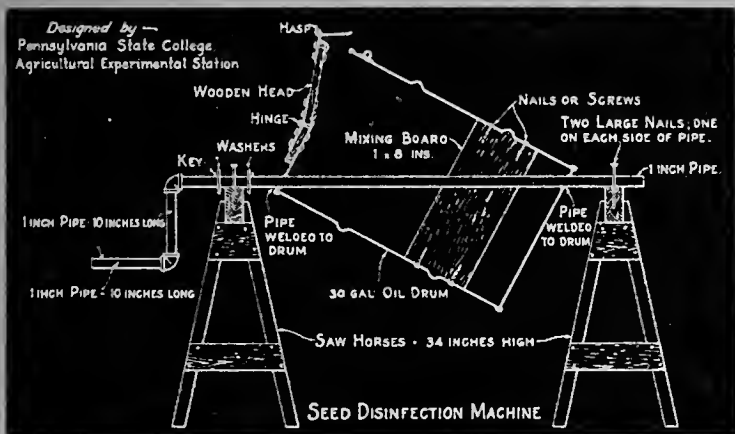 Designed by —
Pennsylvania State College
Agricultural Experimental Station
HASP
WOODEN HEAD
HINGE
WASHERS
KEY
NAILS OR SCREWS
MIXING BOARD
1 x 8 INS.
TWO LARGE NAILS; ONE
ON EACH SIDE OF PIPE.
1 INCH PIPE.
1 INCH PIPE - 10 INCHES LONG
1 INCH PIPE - 10 INCHES LONG
PIPE
WELDED TO
DRUM
PIPE
WELDED
TO DRUM
30 GAL OIL DRUM
SAW HORSES - 34 INCHES HIGH
SEED DISINFECTION MACHINE